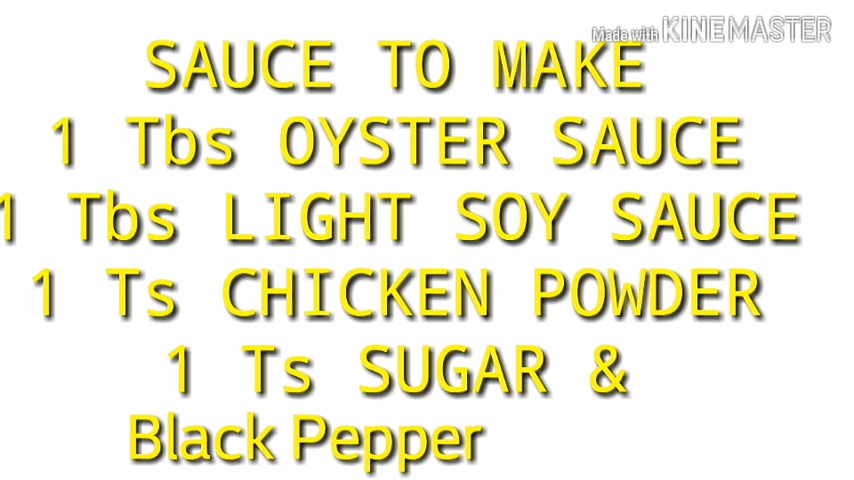 Made with KINEMASTER
SAUCE TO MAKE
1 Tbs OYSTER SAUCE
1 Tbs LIGHT SOY SAUCE
1 Ts CHICKEN POWDER
1 Ts SUGAR &
Black Pepper